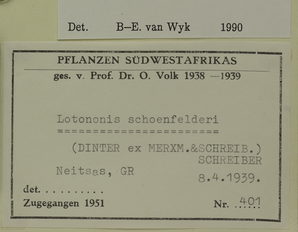 Det. B–E. van Wyk 1990
PFLANZEN SÜDWESTAFRIKAS
ges. v. Prof. Dr. O. Volk 1938 —1939
Lotononis schoenfelderi
======================
(DINTER ex MERXM.&SCHREIB.)
SCHREIBER
Neitsas, GR
8.4.1939.
det. ..........
Zugegangen 1951 Nr. 401